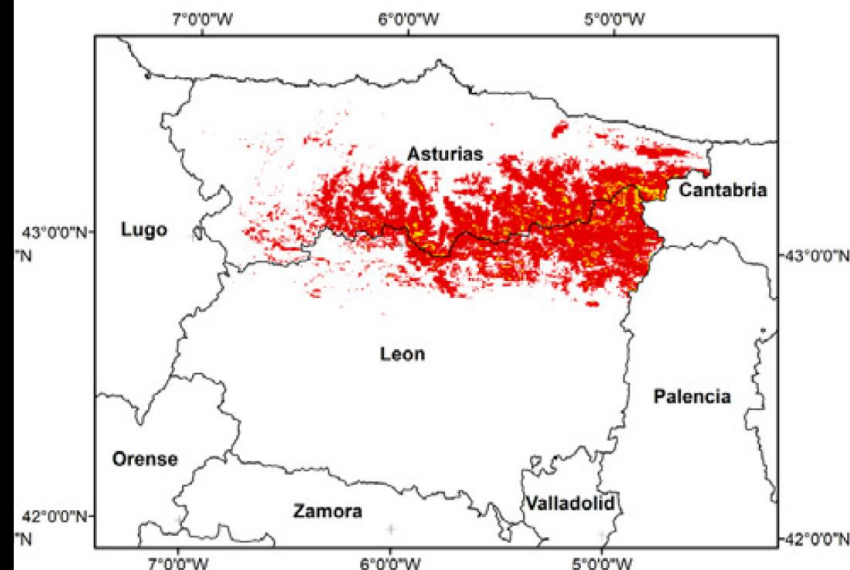 7°0'0"W 6°0'0"W 5°0'0"W
Asturias
Cantabria
Lugo
43°0'0"N
"N
43°0'0"N
Leon
Palencia
Orense
Valladolid
Zamora
42°0'0"N
"N
42°0'0"N
7°0'0"W 6°0'0"W 5°0'0"W